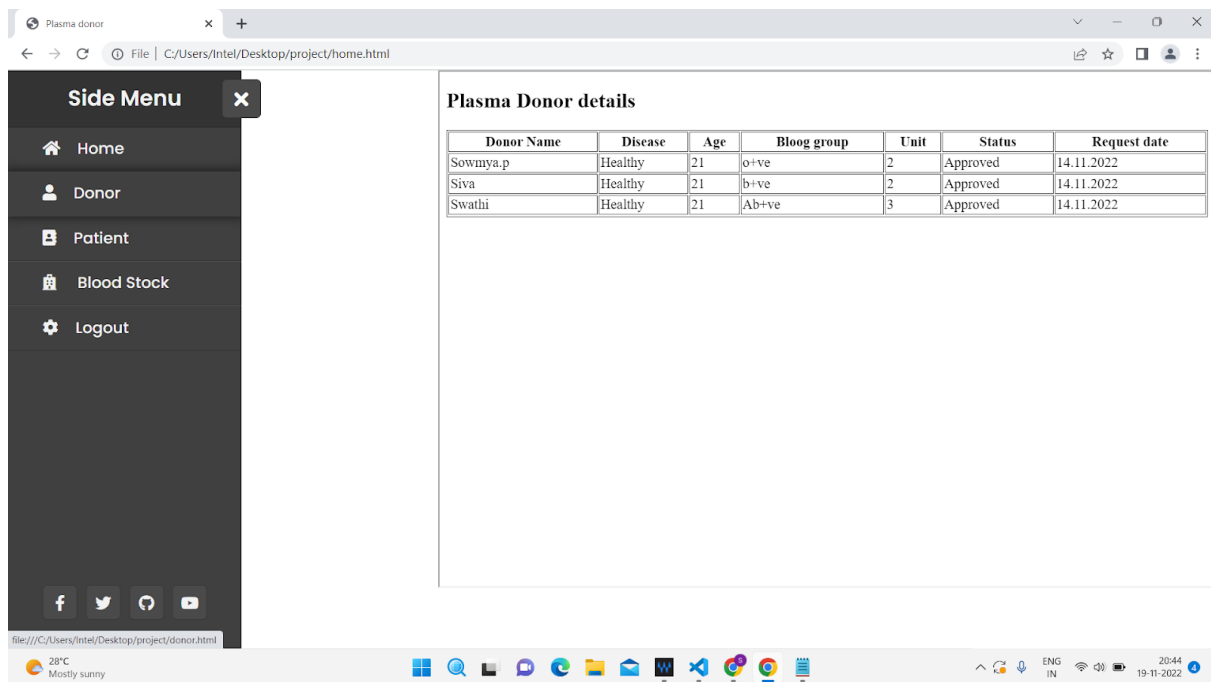 Plasma donor
File | C:/Users/Intel/Desktop/project/home.html
Side Menu
Home
Donor
Patient
Blood Stock
Logout
Plasma Donor details
Donor Name Disease Age Bloog group Unit Status Request date
Sowmya.p Healthy 21 o+ve 2 Approved 14.11.2022
Siva Healthy 21 b+ve 2 Approved 14.11.2022
Swathi Healthy 21 Ab+ve 3 Approved 14.11.2022
file:///C:/Users/Intel/Desktop/project/donor.html
28°C
Mostly sunny
ENG
IN
20:44
19-11-2022
4